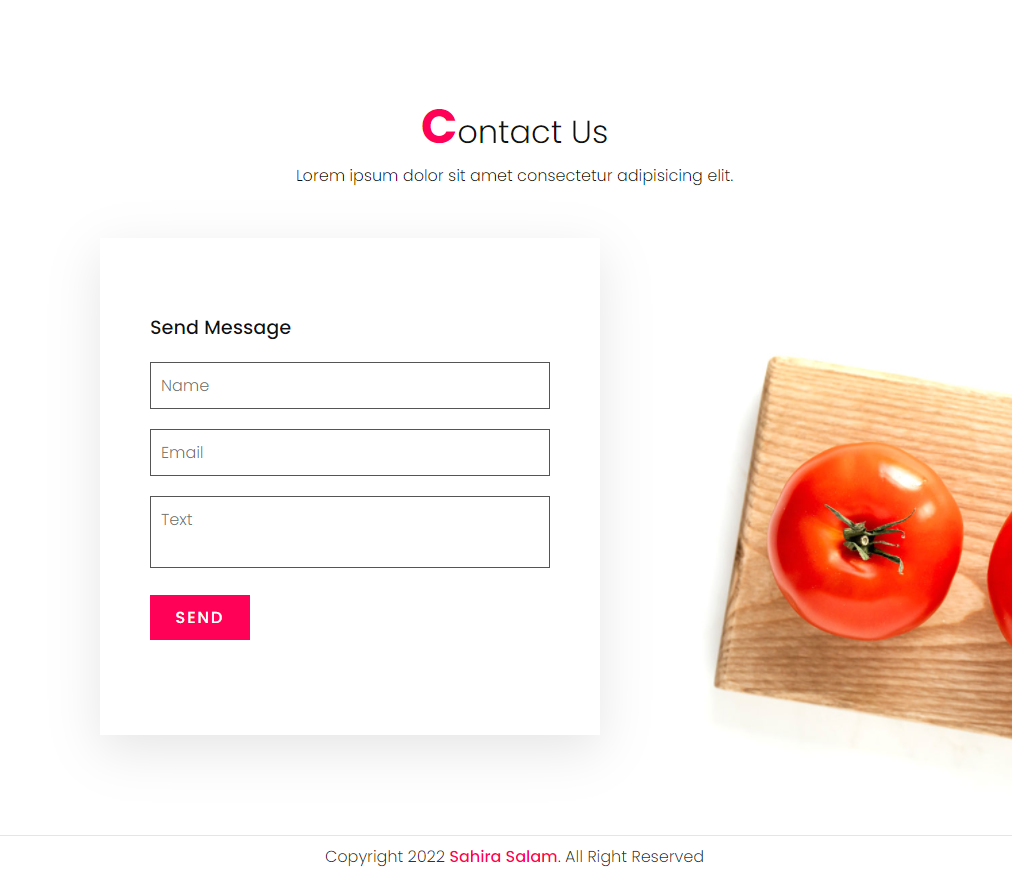 Contact Us
Lorem ipsum dolor sit amet consectetur adipisicing elit.
Send Message
Name
Email
Text
SEND
Copyright 2022 Sahira Salam. All Right Reserved